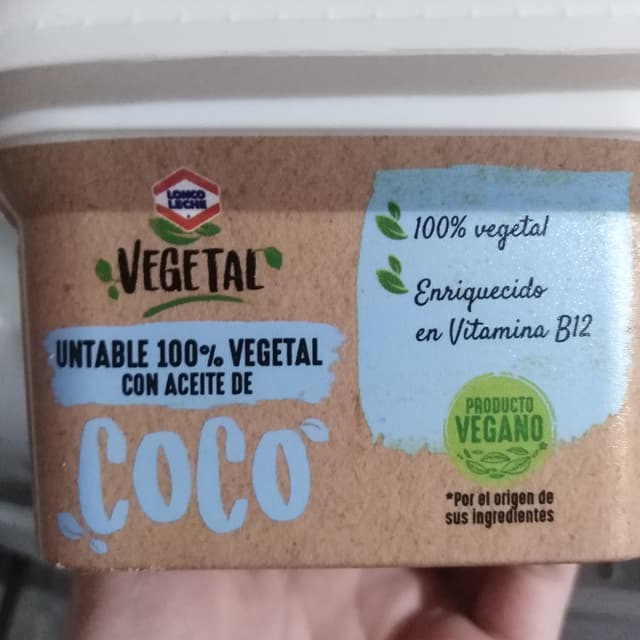 LONCO
LECHE
VEGETAL
UNTABLE 100% VEGETAL
CON ACEITE DE
COCO
100% vegetal
Enriquecido
en Vitamina B12
PRODUCTO
VEGANO*
*Por el origen de
sus ingredientes